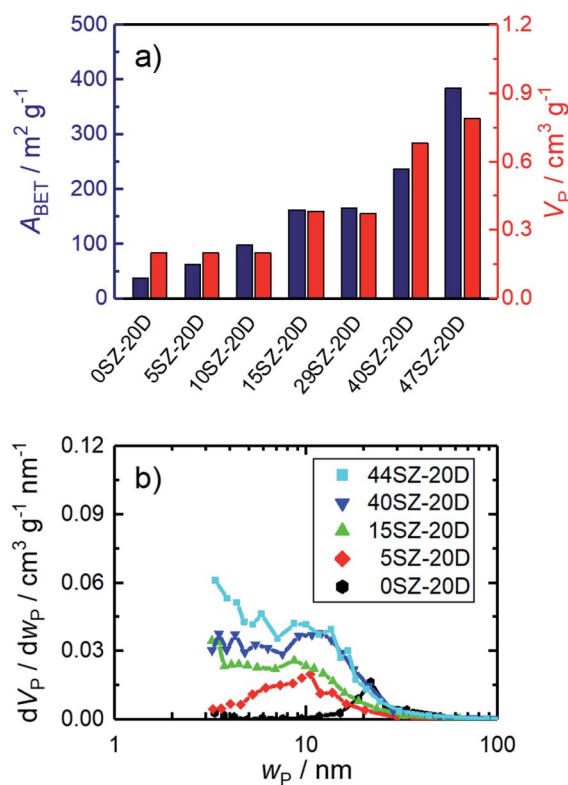 a)
500
400
300
200
100
0
A_BET / m² g⁻¹
1.2
0.9
0.6
0.3
0.0
V_P / cm³ g⁻¹
0SZ-20D
5SZ-20D
10SZ-20D
15SZ-20D
29SZ-20D
40SZ-20D
47SZ-20D
b)
0.12
0.09
0.06
0.03
0.00
dV_P / dw_P / cm³ g⁻¹ nm⁻¹
44SZ-20D
40SZ-20D
15SZ-20D
5SZ-20D
0SZ-20D
1 10 100
w_P / nm